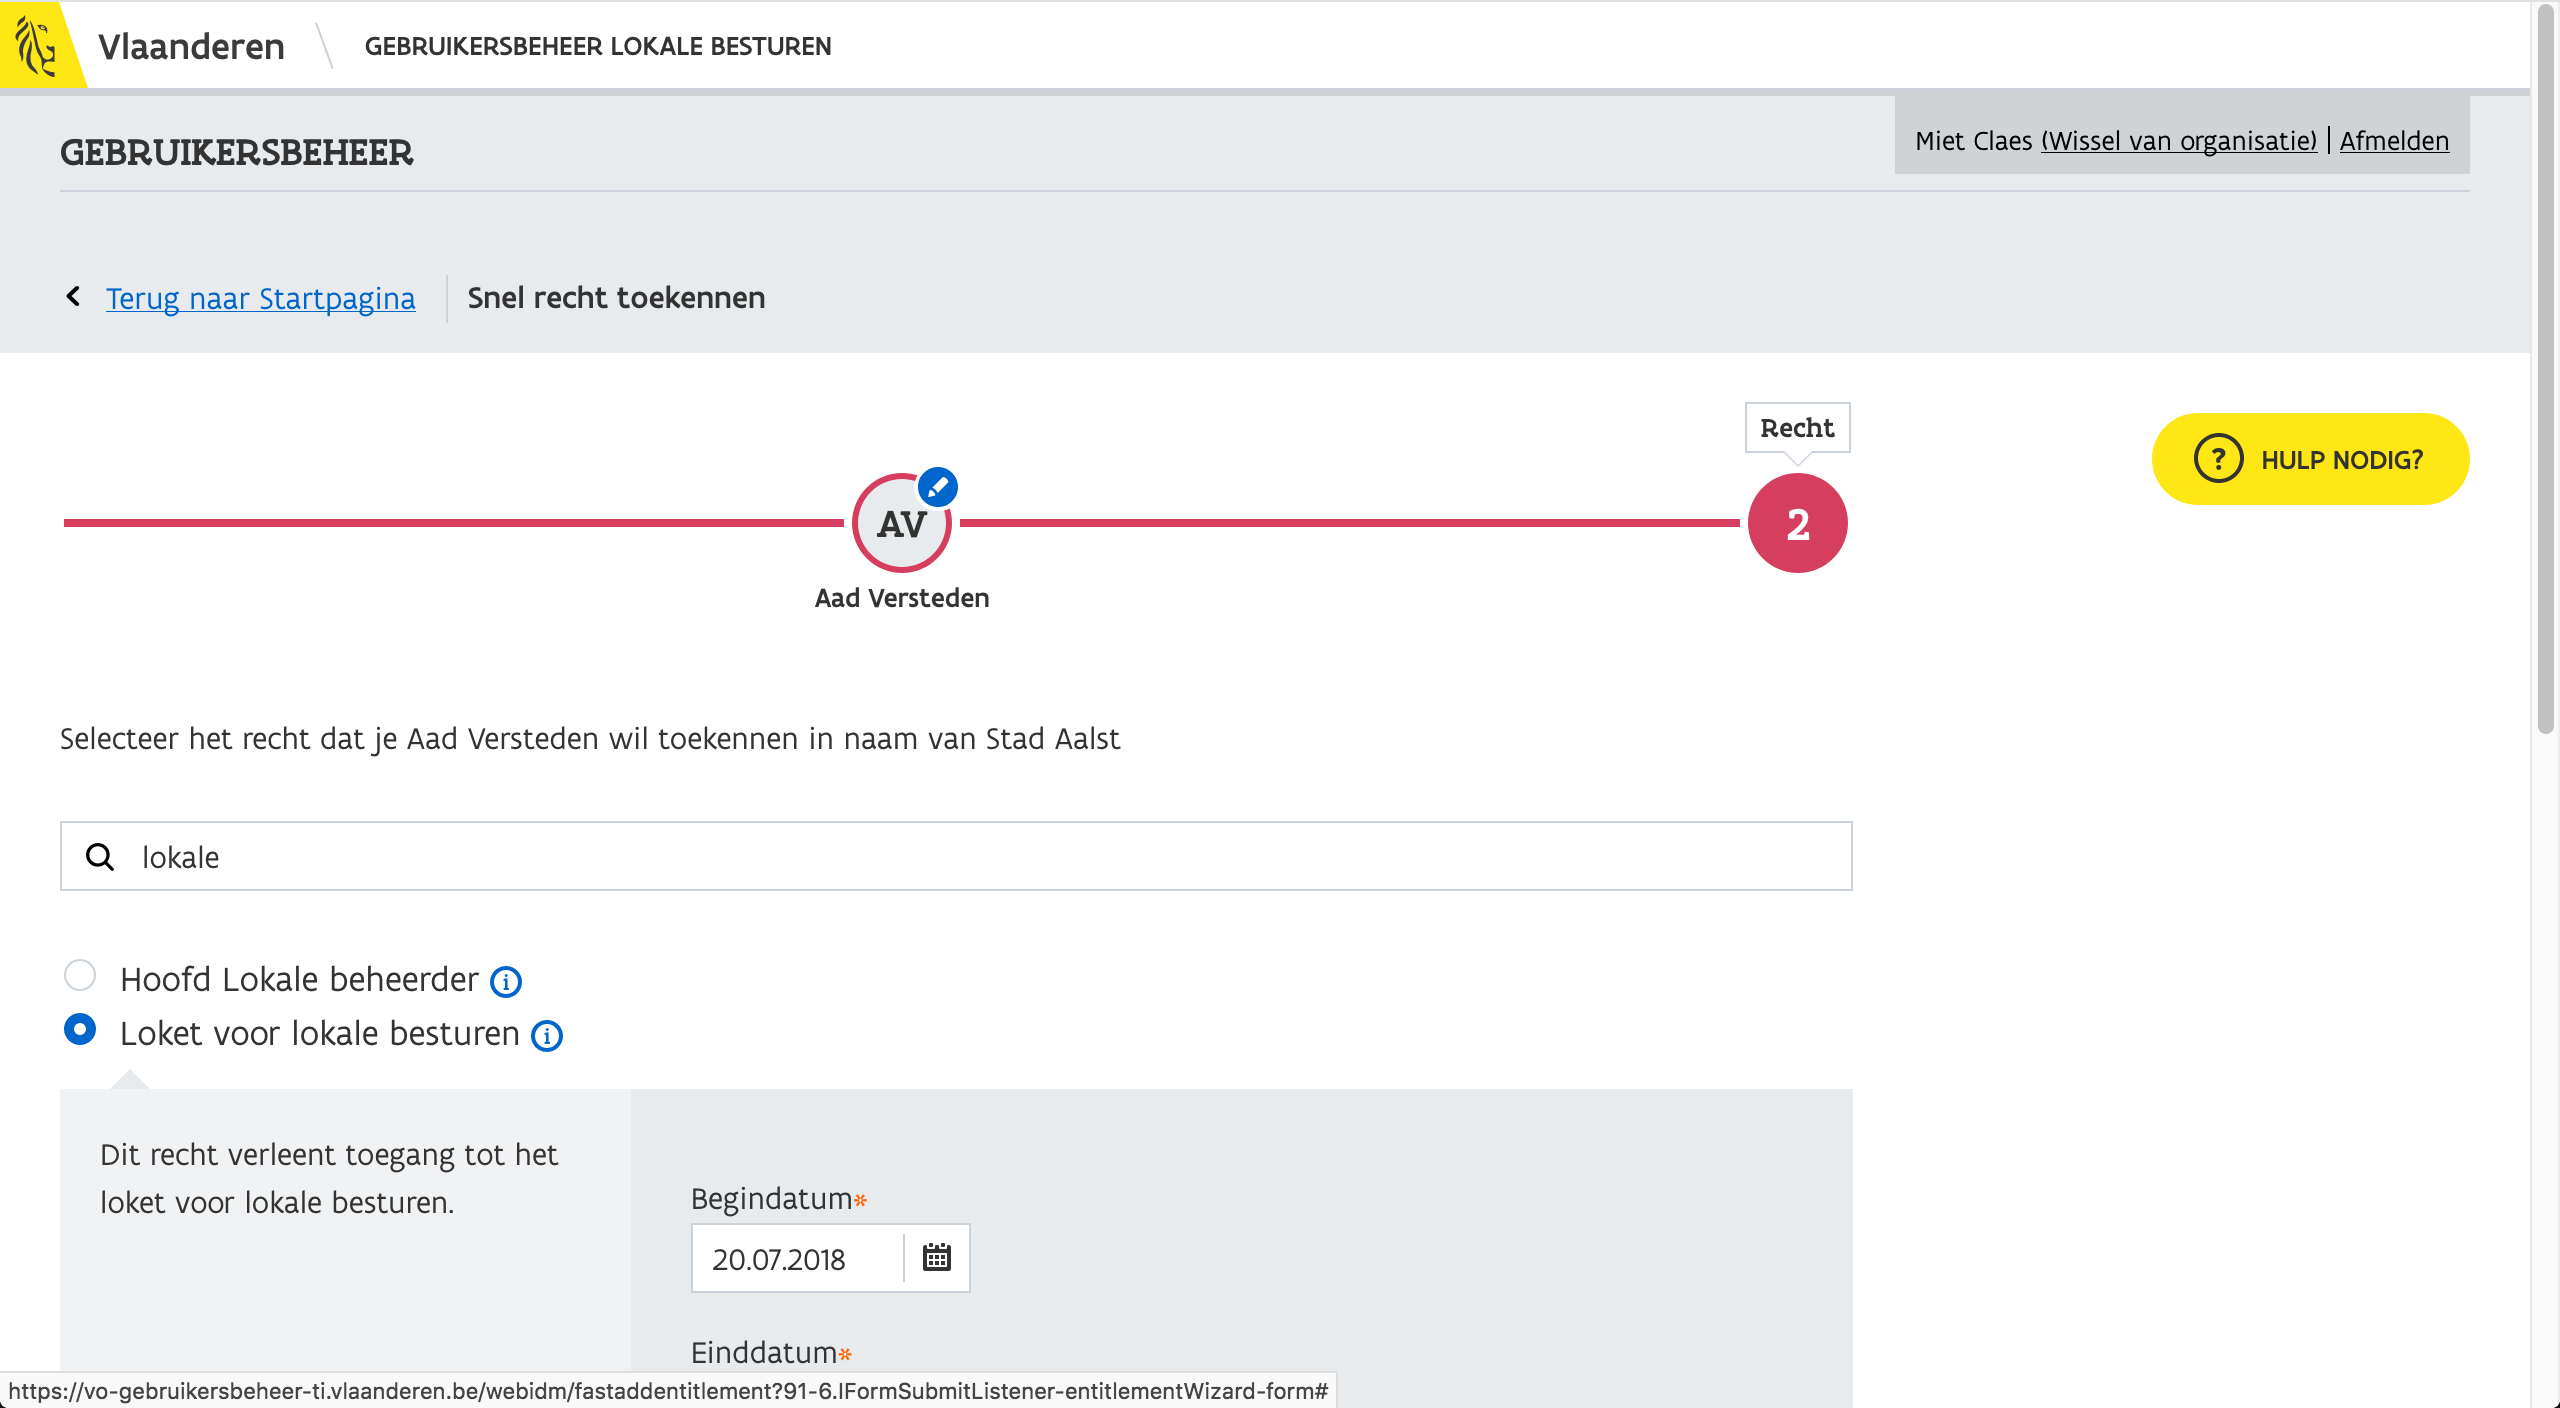 Vlaanderen
GEBRUIKERSBEHEER LOKALE BESTUREN
GEBRUIKERSBEHEER
Miet Claes (Wissel van organisatie) | Afmelden
Terug naar Startpagina
Snel recht toekennen
Recht
? HULP NODIG?
AV
2
Aad Versteden
Selecteer het recht dat je Aad Versteden wil toekennen in naam van Stad Aalst
lokale
Hoofd Lokale beheerder i
Loket voor lokale besturen i
Dit recht verleent toegang tot het
loket voor lokale besturen.
Begindatum*
20.07.2018
Einddatum*
https://vo-gebruikersbeheer-ti.vlaanderen.be/webidm/fastaddentitlement?91-6.IFormSubmitListener-entitlementWizard-form#